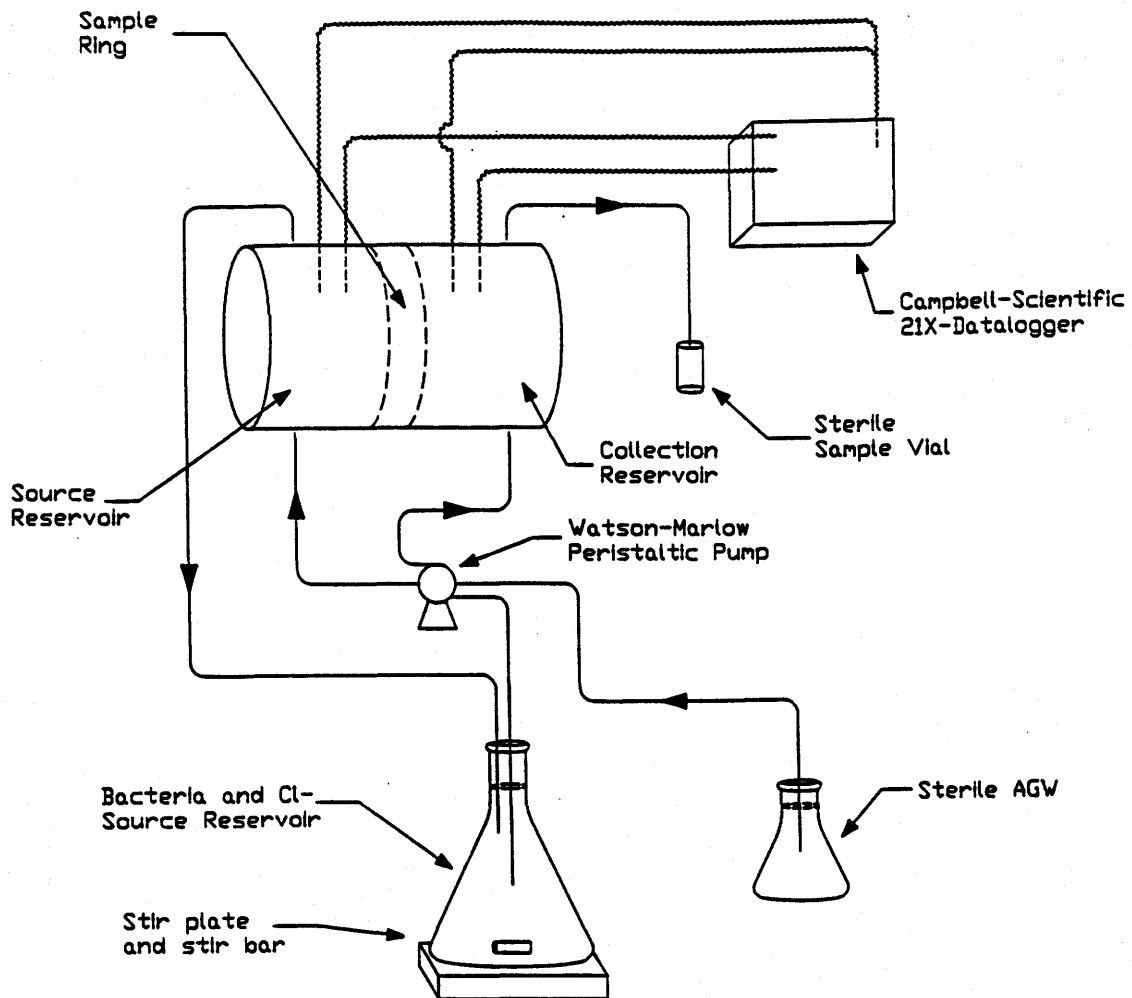 Sample
Ring
Campbell-Scientific
21X-Datalogger
Sterile
Sample Vial
Collection
Reservoir
Source
Reservoir
Watson-Marlow
Peristaltic Pump
Bacteria and Cl-
Source Reservoir
Sterile AGW
Stir plate
and stir bar